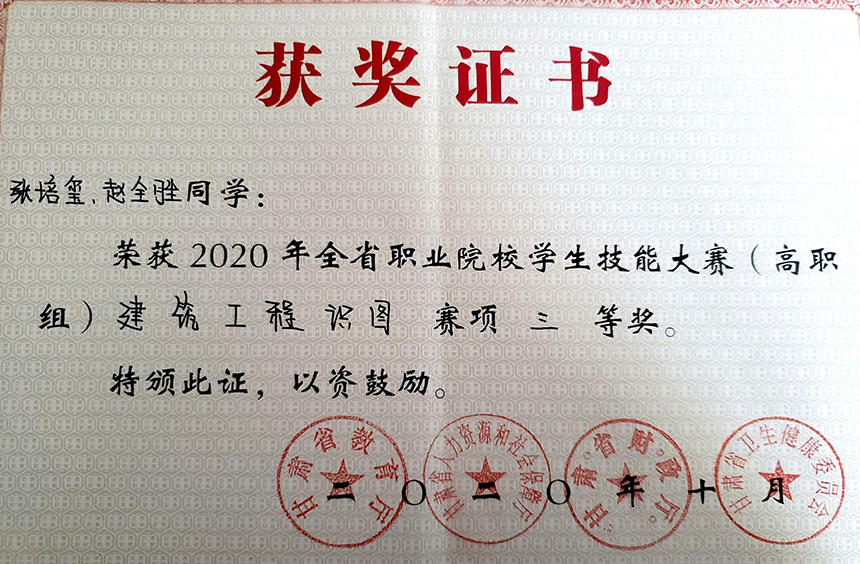 获奖证书
张培玺、赵全胜同学：
荣获2020年全省职业院校学生技能大赛（高职
组）建筑工程识图 赛项 三 等奖。
特颁此证，以资鼓励。
甘肃省教育厅
甘肃省人力资源和社会保障厅
甘肃省财政厅
甘肃省卫生健康委员会
二〇二〇年十月